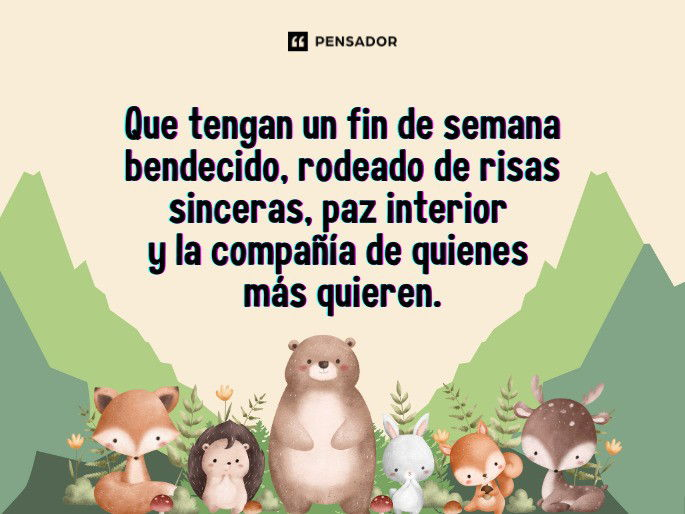 PENSADOR
Que tengan un fin de semana
bendecido, rodeado de risas
sinceras, paz interior
y la compañía de quienes
más quieren.